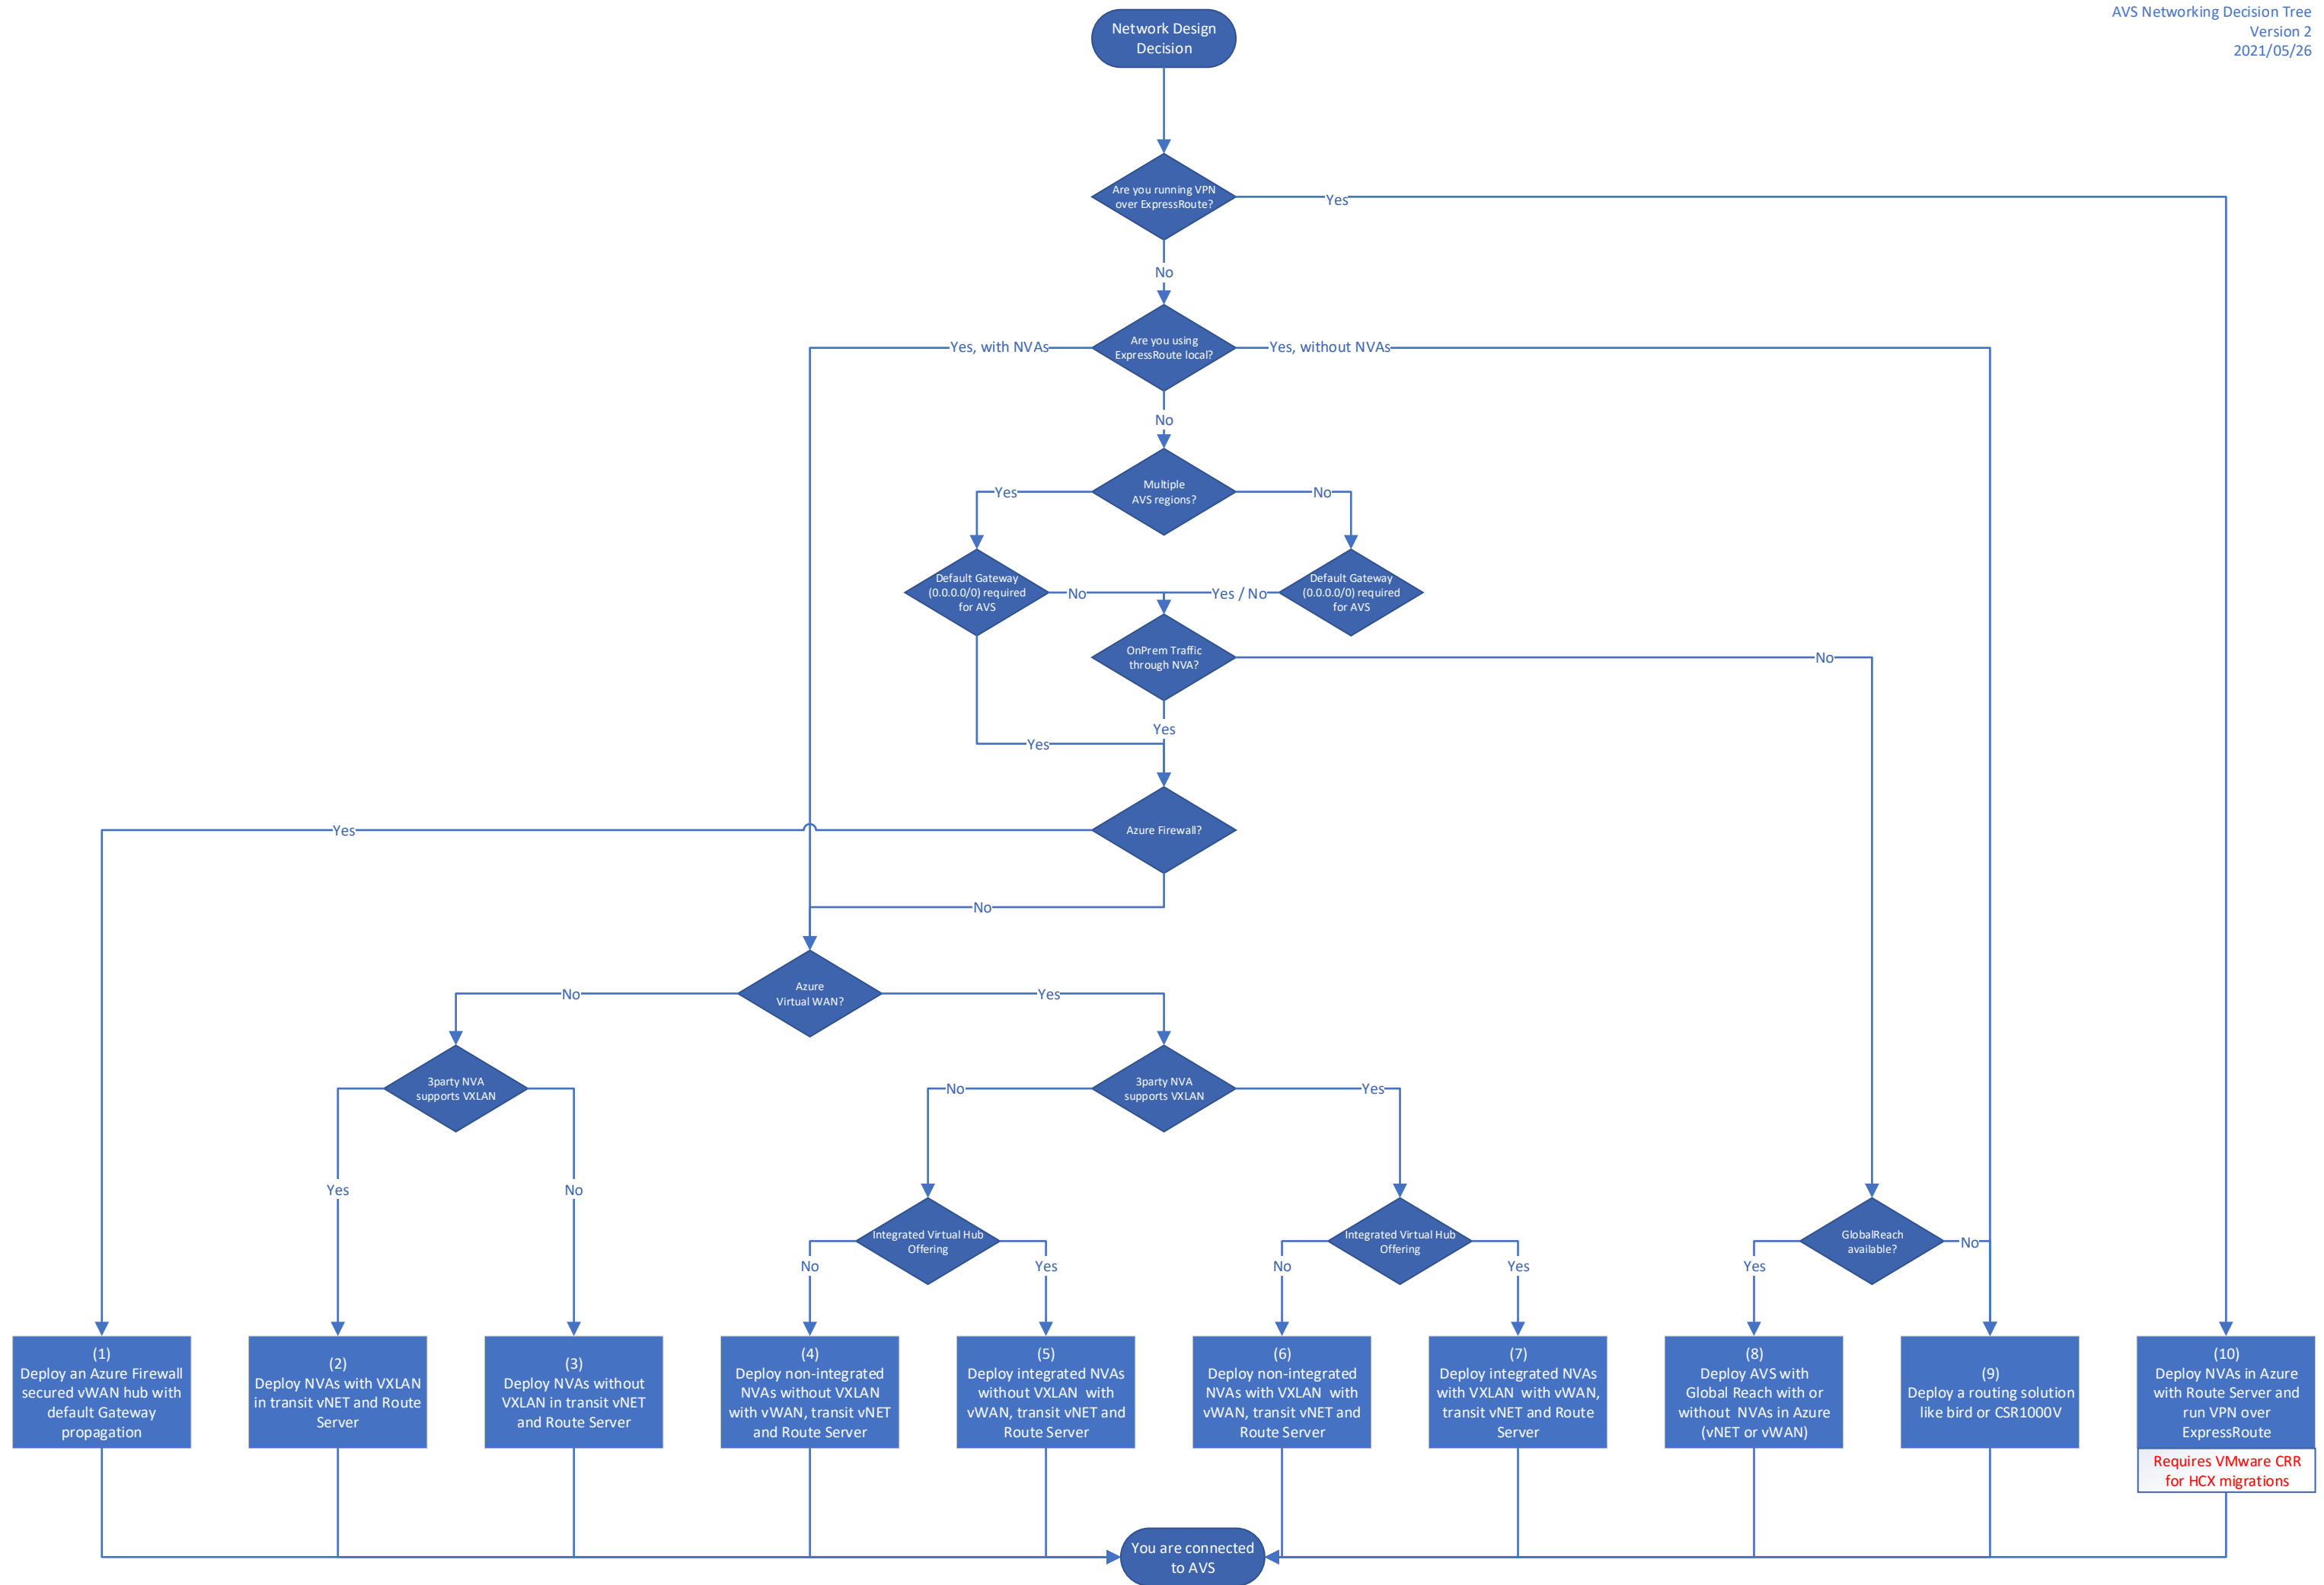 AVS Networking Decision Tree
Version 2
2021/05/26
Network Design
Decision
Are you running VPN
over ExpressRoute?
Yes
No
Are you using
ExpressRoute local?
Yes, with NVAs
Yes, without NVAs
No
Multiple
AVS regions?
Yes
No
Default Gateway
(0.0.0.0/0) required
for AVS
No
Yes / No
Default Gateway
(0.0.0.0/0) required
for AVS
OnPrem Traffic
through NVA?
No
Yes
Yes
Azure Firewall?
Yes
No
Azure
Virtual WAN?
No
Yes
3party NVA
supports VXLAN
3party NVA
supports VXLAN
No
Yes
Yes
No
Integrated Virtual Hub
Offering
Integrated Virtual Hub
Offering
GlobalReach
available?
No
No
Yes
No
Yes
Yes
(1)
Deploy an Azure Firewall
secured vWAN hub with
default Gateway
propagation
(2)
Deploy NVAs with VXLAN
in transit vNET and Route
Server
(3)
Deploy NVAs without
VXLAN in transit vNET
and Route Server
(4)
Deploy non-integrated
NVAs without VXLAN
with vWAN, transit vNET
and Route Server
(5)
Deploy integrated NVAs
without VXLAN with
vWAN, transit vNET and
Route Server
(6)
Deploy non-integrated
NVAs with VXLAN with
vWAN, transit vNET and
Route Server
(7)
Deploy integrated NVAs
with VXLAN with vWAN,
transit vNET and Route
Server
(8)
Deploy AVS with
Global Reach with or
without NVAs in Azure
(vNET or vWAN)
(9)
Deploy a routing solution
like bird or CSR1000V
(10)
Deploy NVAs in Azure
with Route Server and
run VPN over
ExpressRoute
Requires VMware CRR
for HCX migrations
You are connected
to AVS